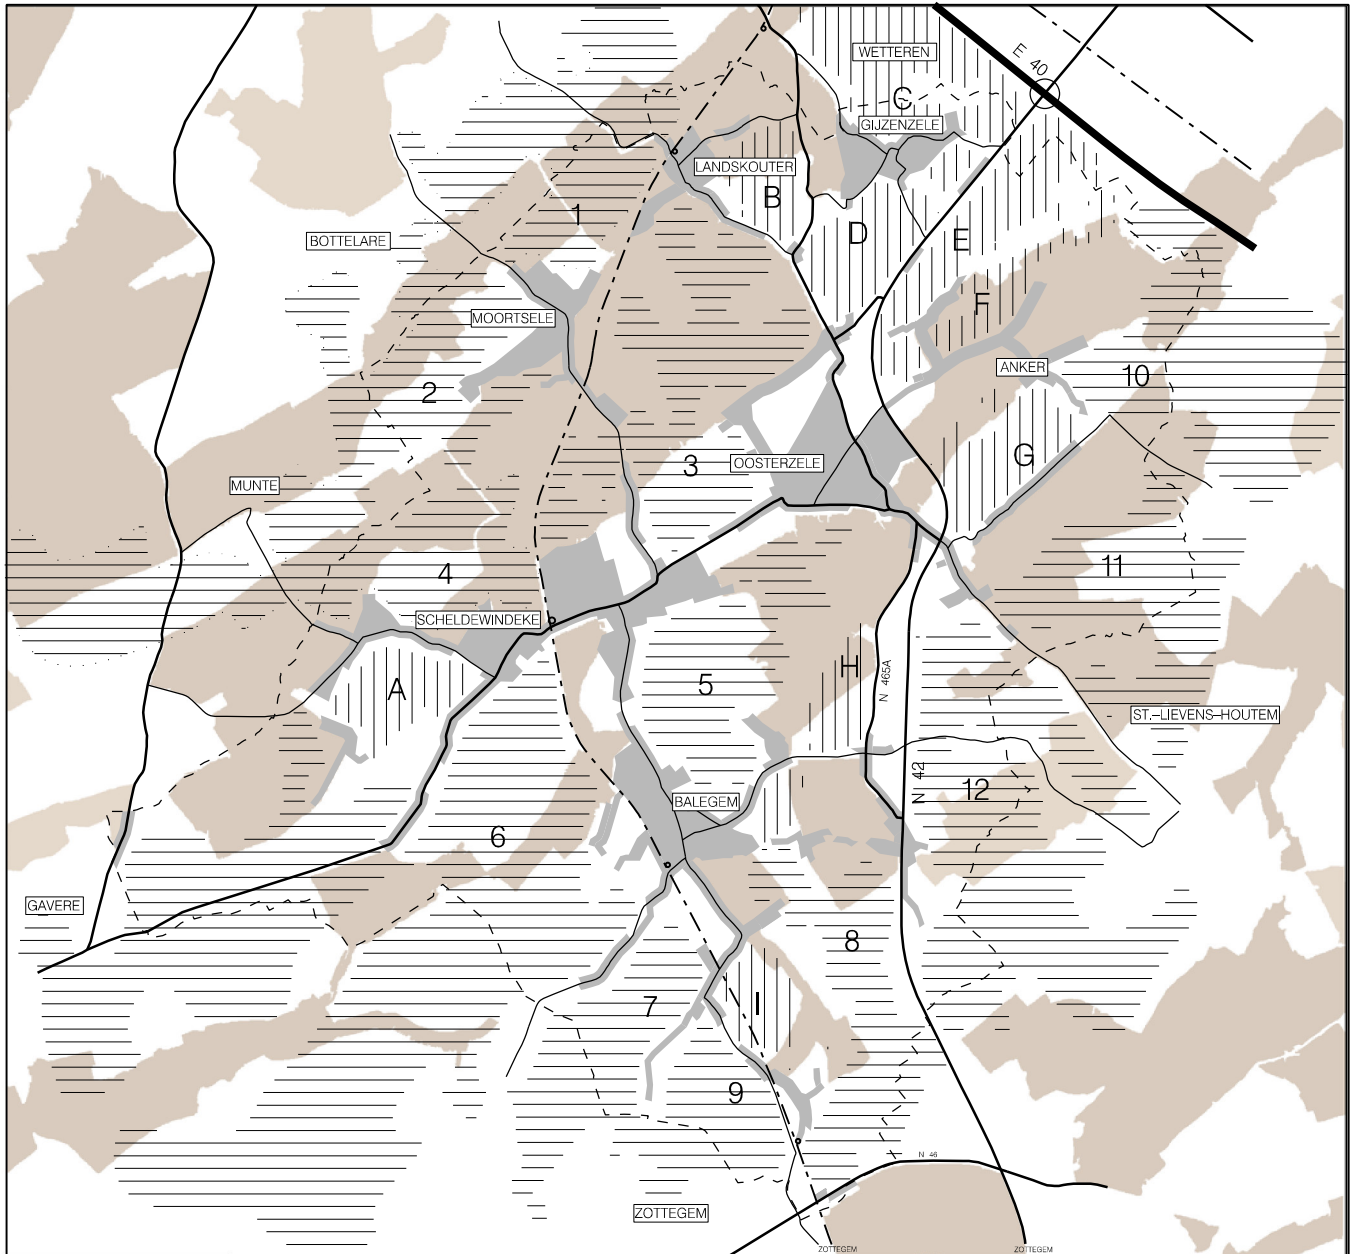 WETTEREN
E 40
C
GIJZENZELE
LANDSKOUTER
B
1
D
E
BOTTELARE
F
MOORTSELE
ANKER
10
2
G
3
OOSTERZELE
MUNTE
4
11
SCHELDEWINDEKE
H
N 465A
5
A
ST.-LIEVENS-HOUTEM
N 42
12
BALEGEM
6
GAVERE
8
I
7
9
N 46
ZOTTEGEM
ZOTTEGEM
ZOTTEGEM